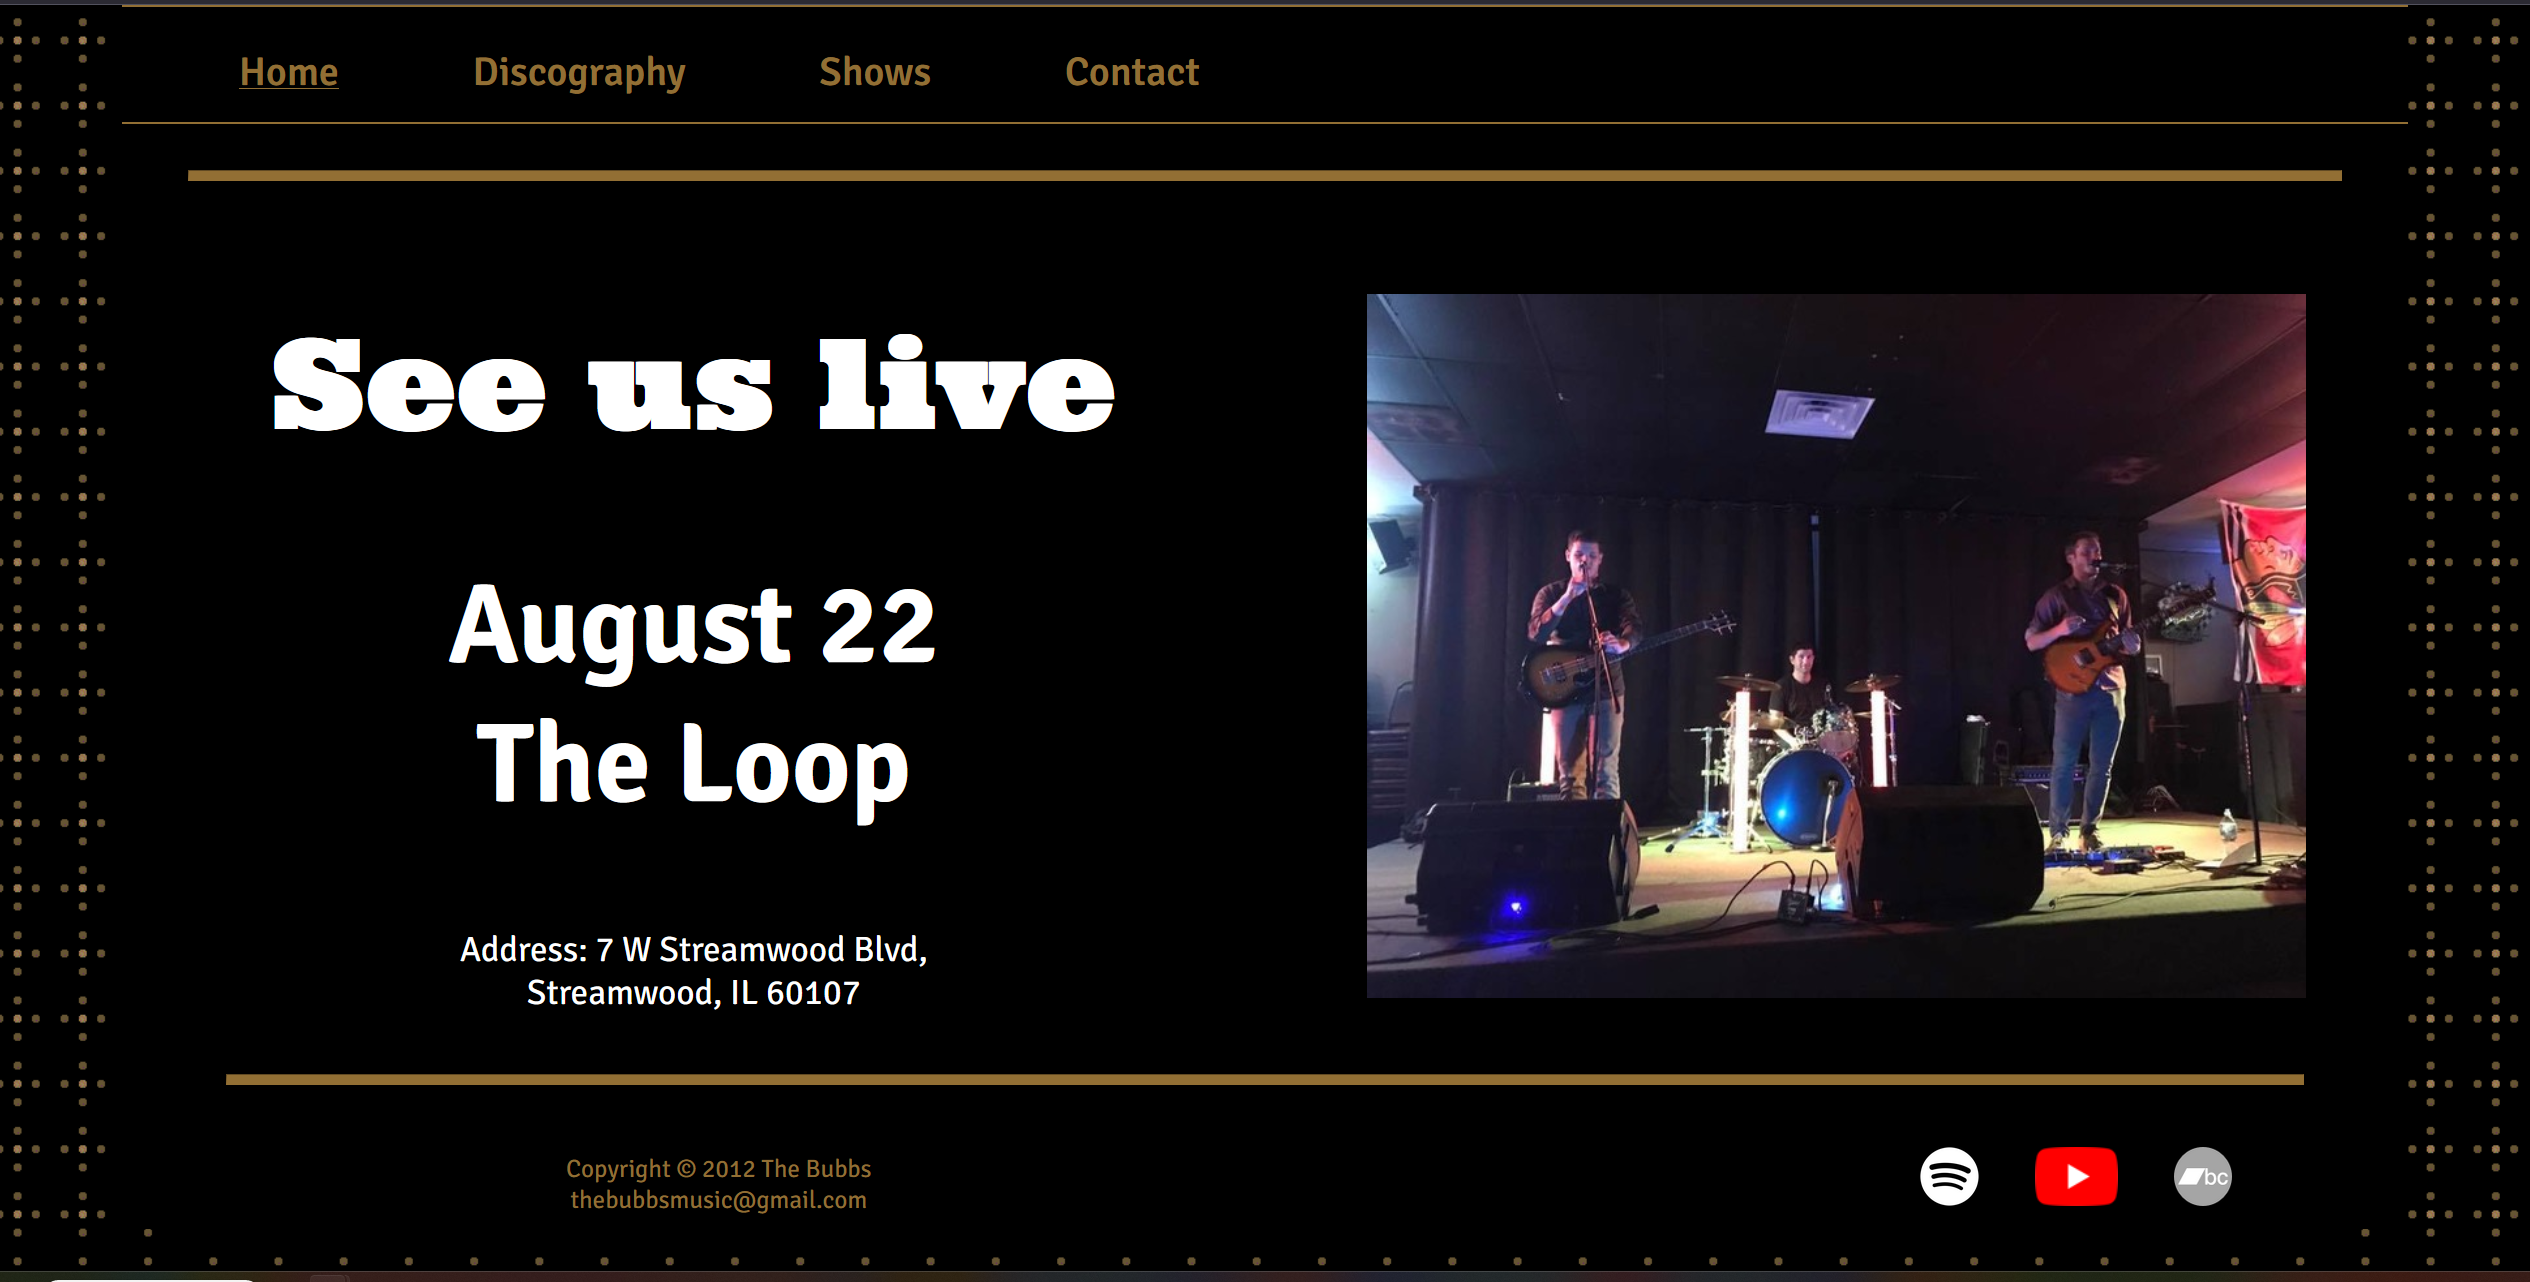 Home Discography Shows Contact
See us live
August 22
The Loop
Address: 7 W Streamwood Blvd,
Streamwood, IL 60107
Copyright © 2012 The Bubbs
thebubbsmusic@gmail.com
bc